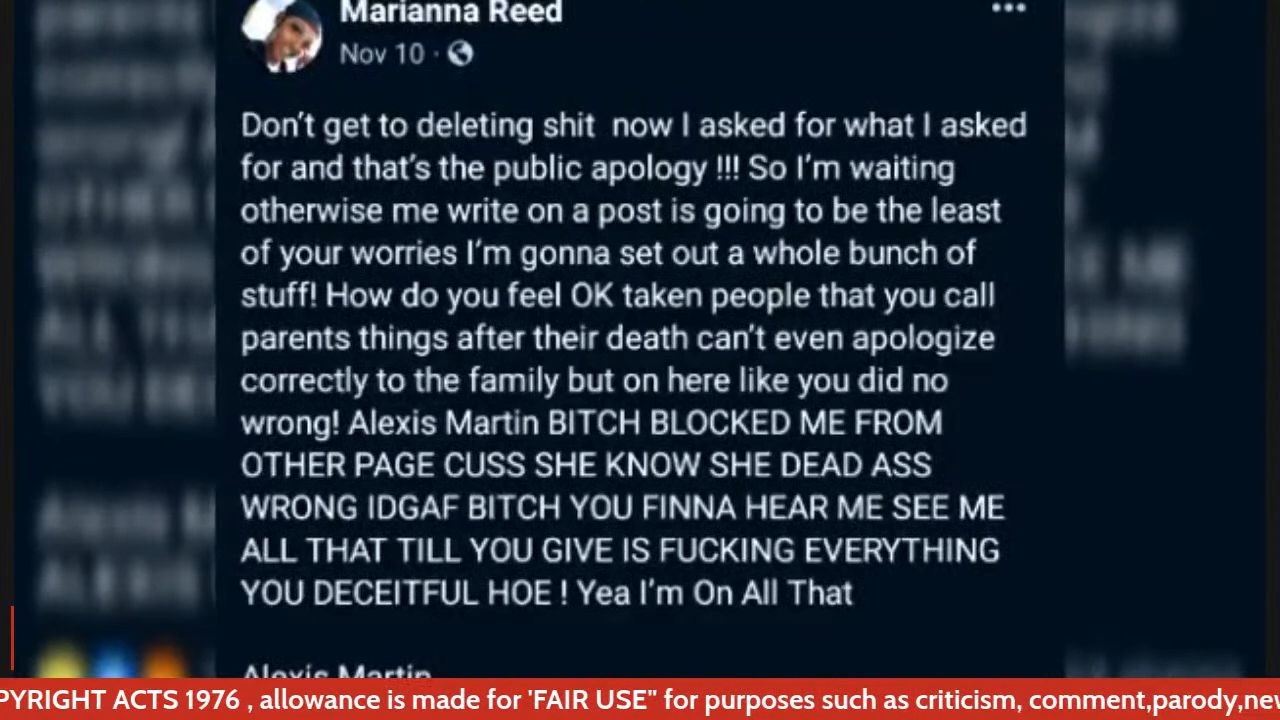 Marianna Reed
Nov 10 ·
Don't get to deleting shit now I asked for what I asked
for and that's the public apology !!! So I'm waiting
otherwise me write on a post is going to be the least
of your worries I'm gonna set out a whole bunch of
stuff! How do you feel OK taken people that you call
parents things after their death can't even apologize
correctly to the family but on here like you did no
wrong! Alexis Martin BITCH BLOCKED ME FROM
OTHER PAGE CUSS SHE KNOW SHE DEAD ASS
WRONG IDGAF BITCH YOU FINNA HEAR ME SEE ME
ALL THAT TILL YOU GIVE IS FUCKING EVERYTHING
YOU DECEITFUL HOE ! Yea I'm On All That
Alexis Martin
PYRIGHT ACTS 1976 , allowance is made for 'FAIR USE" for purposes such as criticism, comment,parody,new